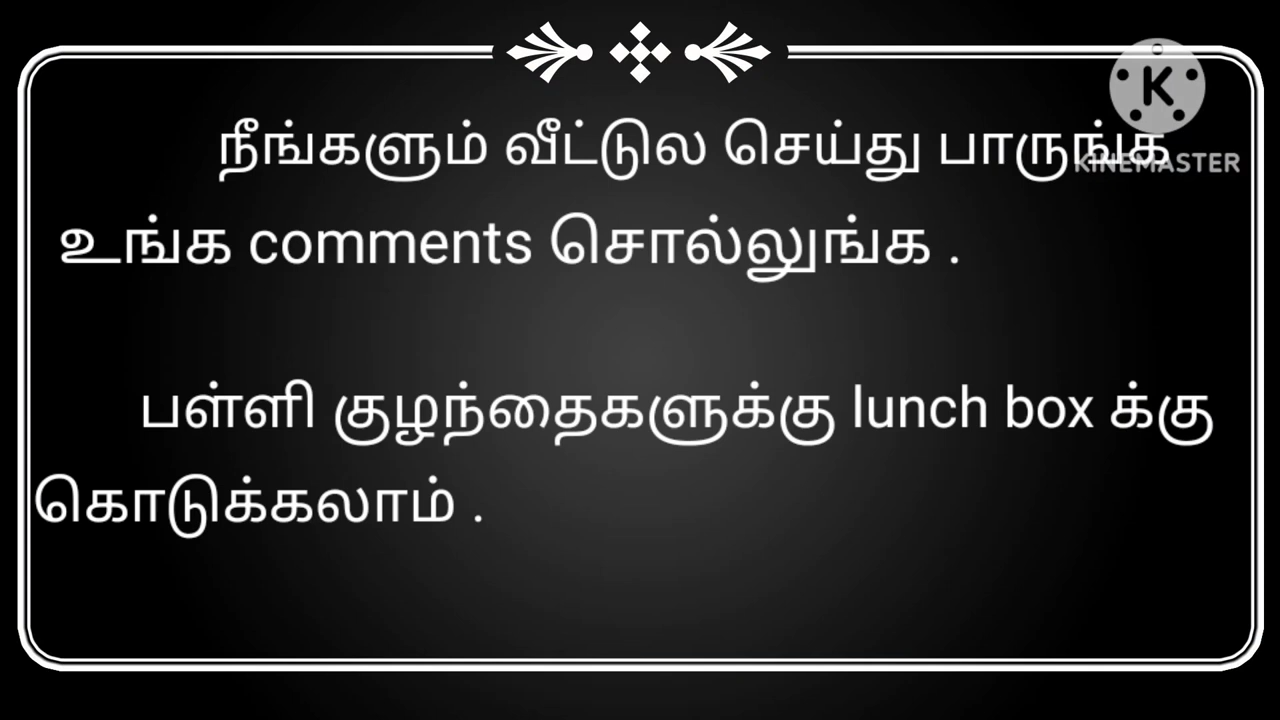 நீங்களும் வீட்டுல செய்து பாருங்க
உங்க comments சொல்லுங்க .
பள்ளி குழந்தைகளுக்கு lunch box க்கு
கொடுக்கலாம் .
K
KINEMASTER